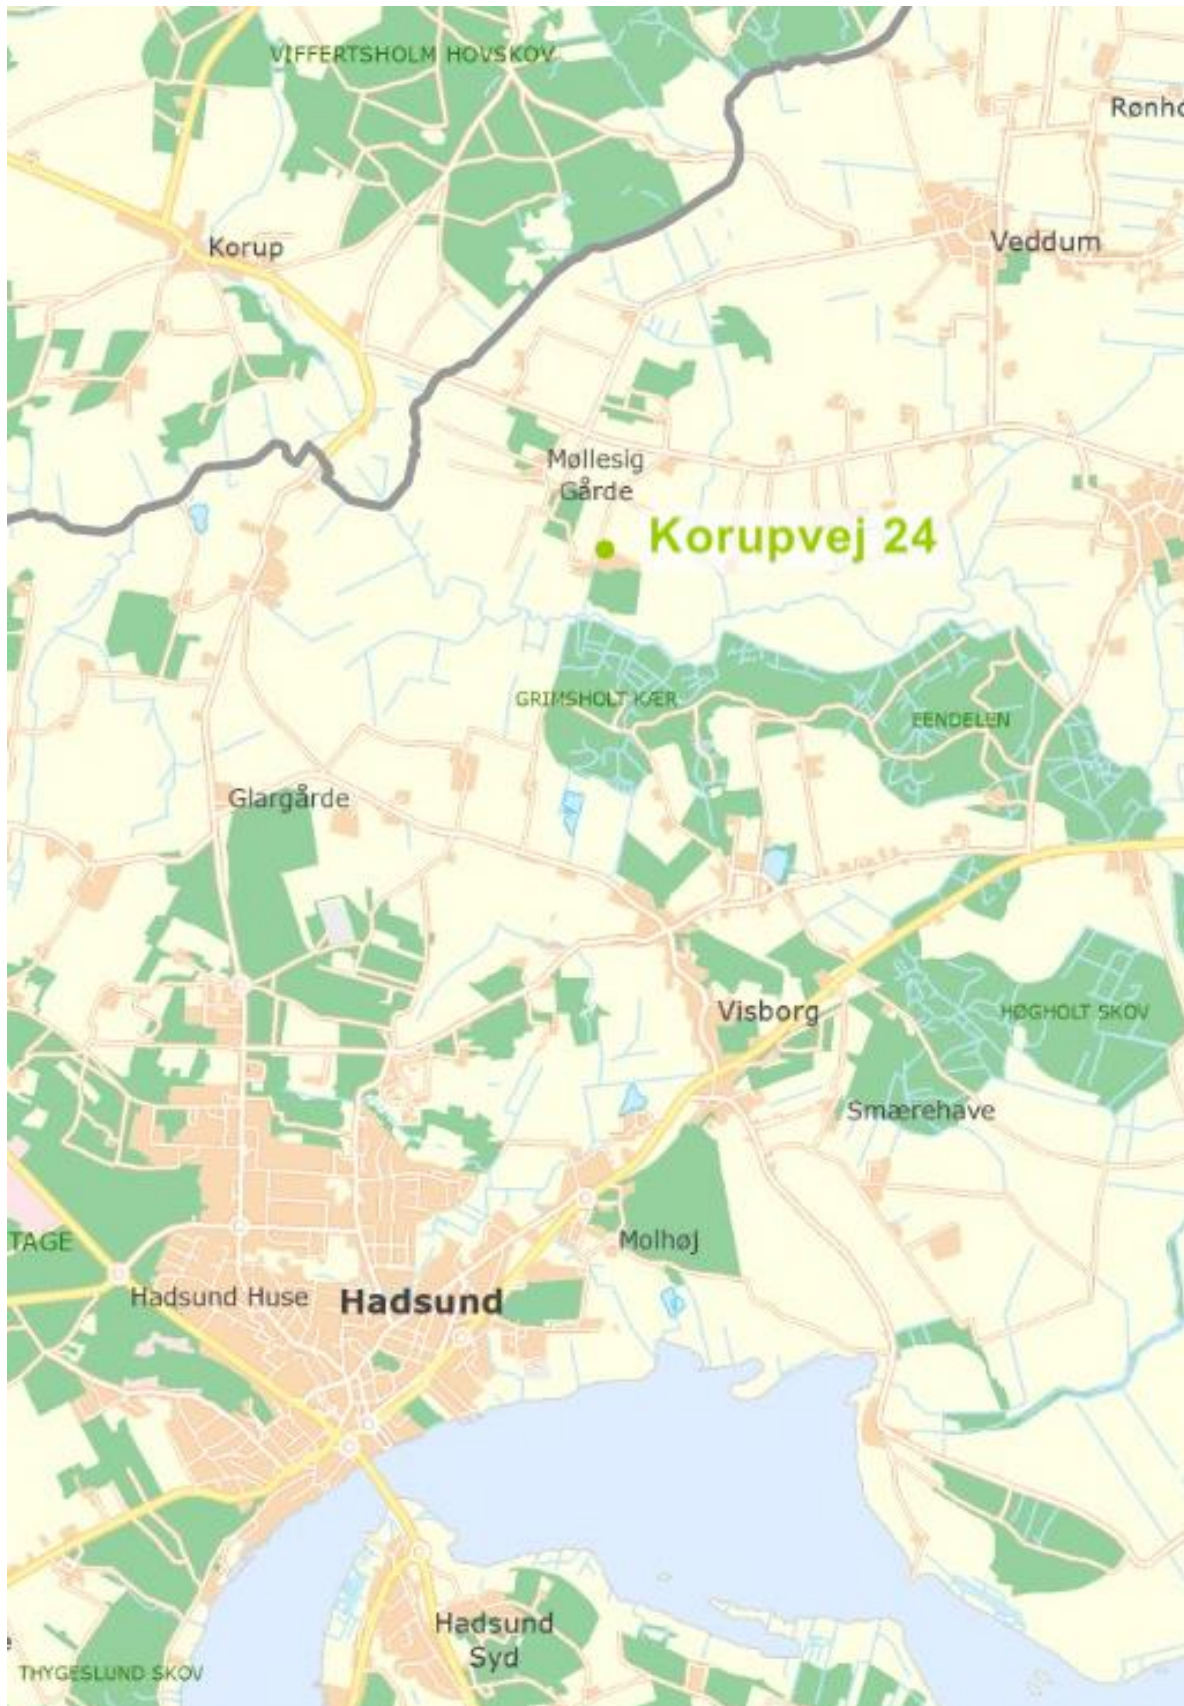 VIFFERTSHOLM HOVSKOV
Korup
Veddum
Møllesig
Gårde
Korupvej 24
GRIMSHOLT KÆR
EENDELEN
Glargårde
Visborg
HØGHOLT SKOV
Smærehave
TAGE
Molhøj
Hadsund Huse
Hadsund
Hadsund
Syd
THYGESLUND SKOV